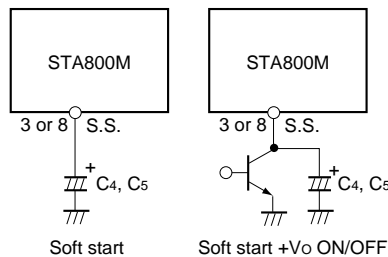 STA800M
3 or 8 S.S.
+
C4, C5
Soft start
STA800M
3 or 8 S.S.
+
C4, C5
Soft start +Vo ON/OFF